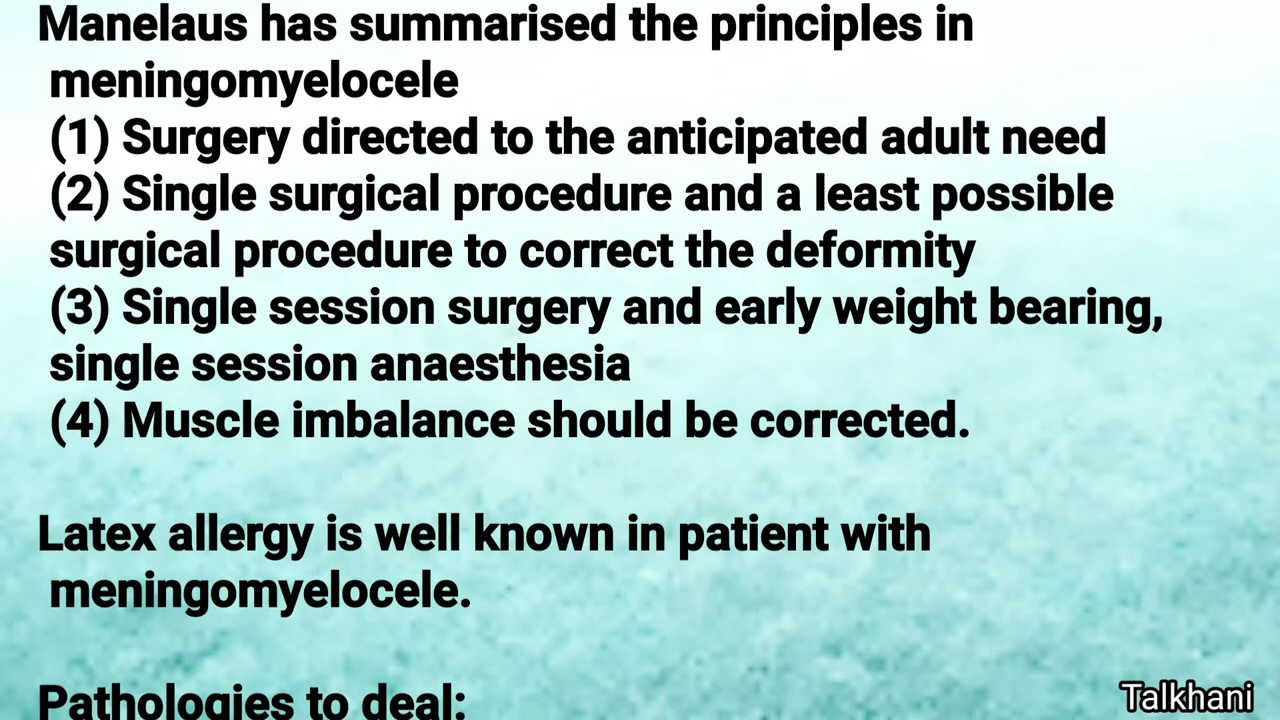 Manelaus has summarised the principles in
meningomyelocele
(1) Surgery directed to the anticipated adult need
(2) Single surgical procedure and a least possible
surgical procedure to correct the deformity
(3) Single session surgery and early weight bearing,
single session anaesthesia
(4) Muscle imbalance should be corrected.
Latex allergy is well known in patient with
meningomyelocele.
Pathologies to deal:
Talkhani